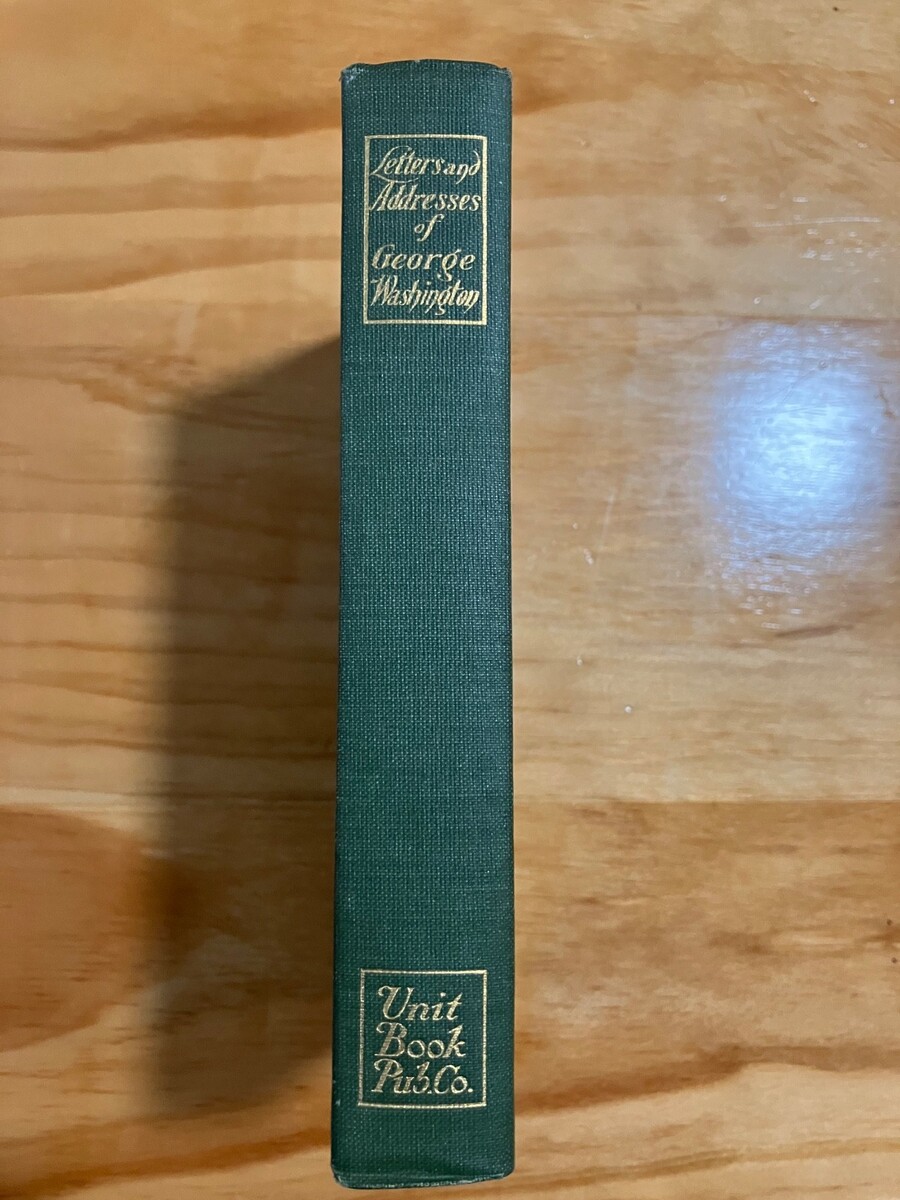 Letters and
Addresses
of
George
Washington
Unit
Book
Pub.Co.